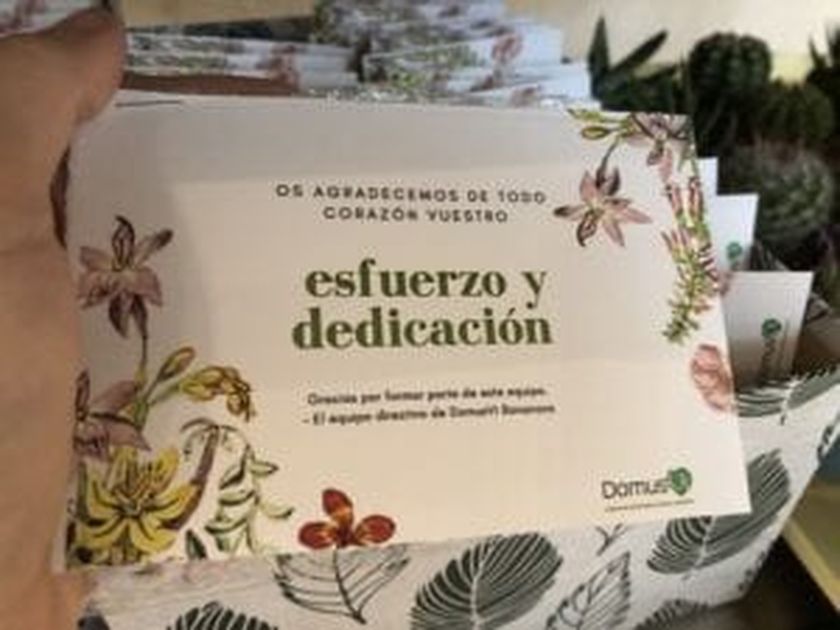 OS AGRADECEMOS DE TODO
CORAZÓN VUESTRO
esfuerzo y
dedicación
Gracias por formar parte de este equipo.
- El equipo directivo de DomusVi
Domus